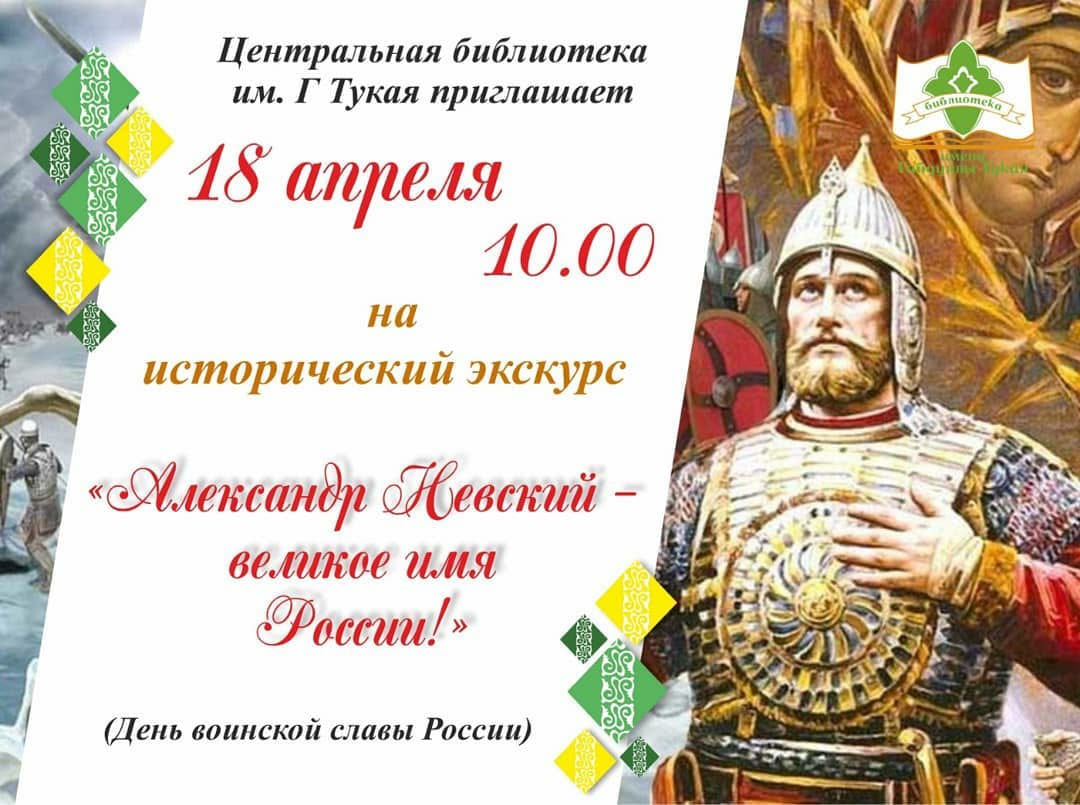 Центральная библиотека
им. Г Тукая приглашает
18 апреля
10.00
на
исторический экскурс
«Александр Невский –
великое имя
России!»
(День воинской славы России)
библиотека
имени
Габдуллы Тукая